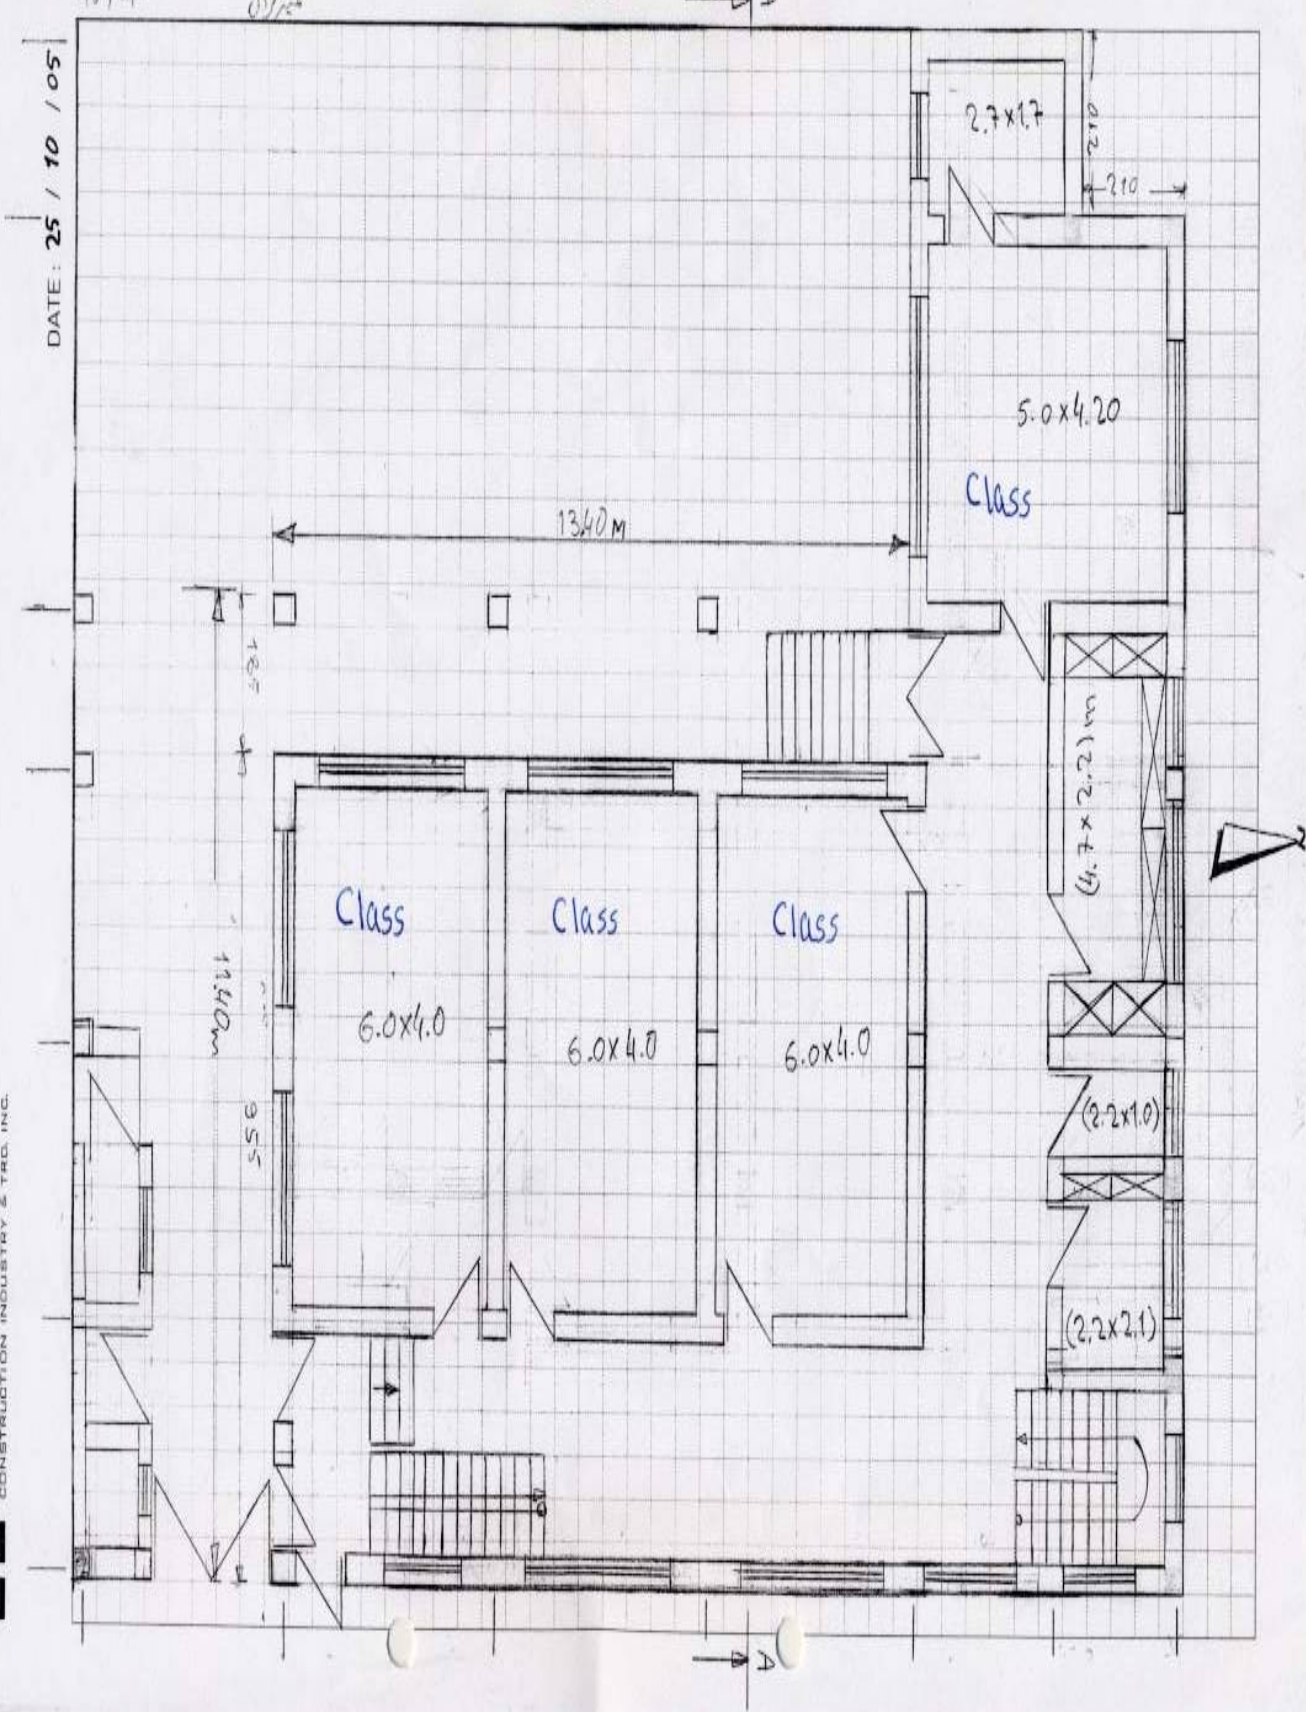 DATE: 25 / 10 / 05
2.7x1.7
210
210
5.0x4.20
Class
13.40 M
185
(4.7x2.2)m
Class
Class
Class
6.0x4.0
6.0x4.0
6.0x4.0
11.40m
955
(2.2x1.0)
(2,2x2,1)
CONSTRUCTION INDUSTRY & TRD. INC.